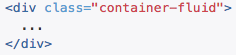 <div class="container-fluid">
  ...
</div>